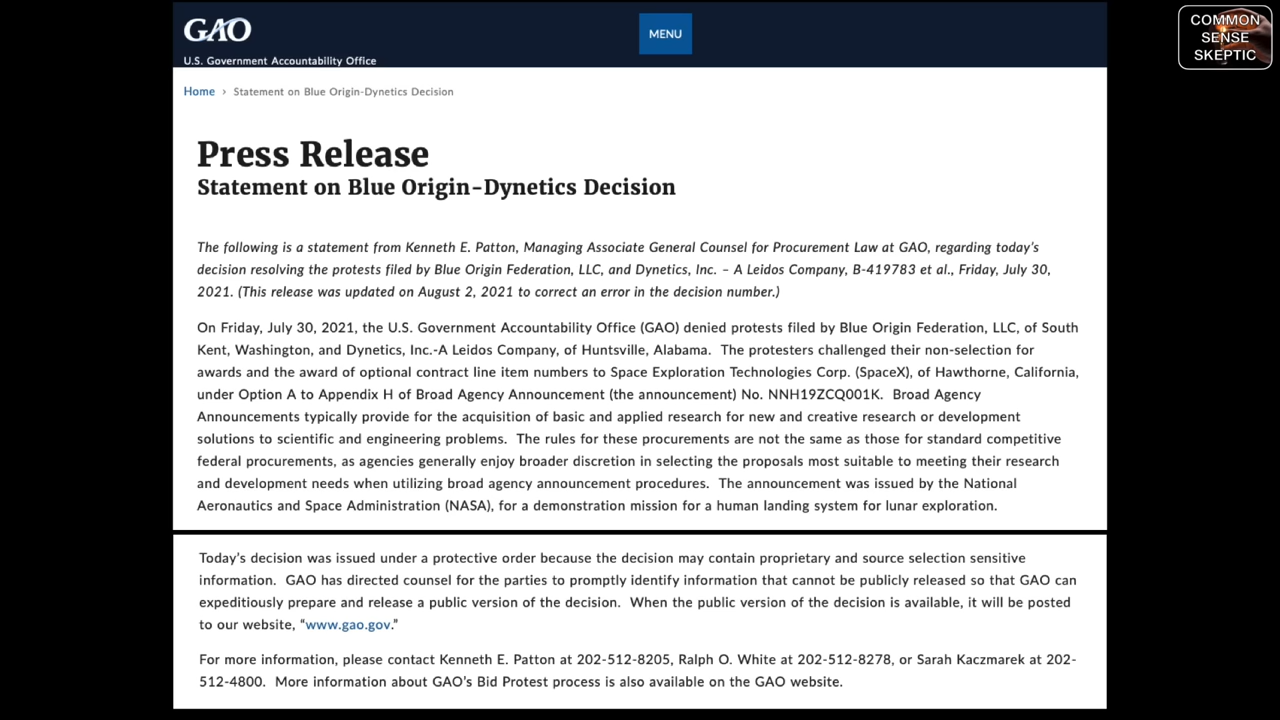 GAO
U.S. Government Accountability Office
MENU
COMMON
SENSE
SKEPTIC
Home › Statement on Blue Origin-Dynetics Decision
Press Release
Statement on Blue Origin-Dynetics Decision
The following is a statement from Kenneth E. Patton, Managing Associate General Counsel for Procurement Law at GAO, regarding today's
decision resolving the protests filed by Blue Origin Federation, LLC, and Dynetics, Inc. – A Leidos Company, B-419783 et al., Friday, July 30,
2021. (This release was updated on August 2, 2021 to correct an error in the decision number.)
On Friday, July 30, 2021, the U.S. Government Accountability Office (GAO) denied protests filed by Blue Origin Federation, LLC, of South
Kent, Washington, and Dynetics, Inc.-A Leidos Company, of Huntsville, Alabama. The protesters challenged their non-selection for
awards and the award of optional contract line item numbers to Space Exploration Technologies Corp. (SpaceX), of Hawthorne, California,
under Option A to Appendix H of Broad Agency Announcement (the announcement) No. NNH19ZCQ001K. Broad Agency
Announcements typically provide for the acquisition of basic and applied research for new and creative research or development
solutions to scientific and engineering problems. The rules for these procurements are not the same as those for standard competitive
federal procurements, as agencies generally enjoy broader discretion in selecting the proposals most suitable to meeting their research
and development needs when utilizing broad agency announcement procedures. The announcement was issued by the National
Aeronautics and Space Administration (NASA), for a demonstration mission for a human landing system for lunar exploration.
Today's decision was issued under a protective order because the decision may contain proprietary and source selection sensitive
information. GAO has directed counsel for the parties to promptly identify information that cannot be publicly released so that GAO can
expeditiously prepare and release a public version of the decision. When the public version of the decision is available, it will be posted
to our website, "www.gao.gov."
For more information, please contact Kenneth E. Patton at 202-512-8205, Ralph O. White at 202-512-8278, or Sarah Kaczmarek at 202-
512-4800. More information about GAO's Bid Protest process is also available on the GAO website.